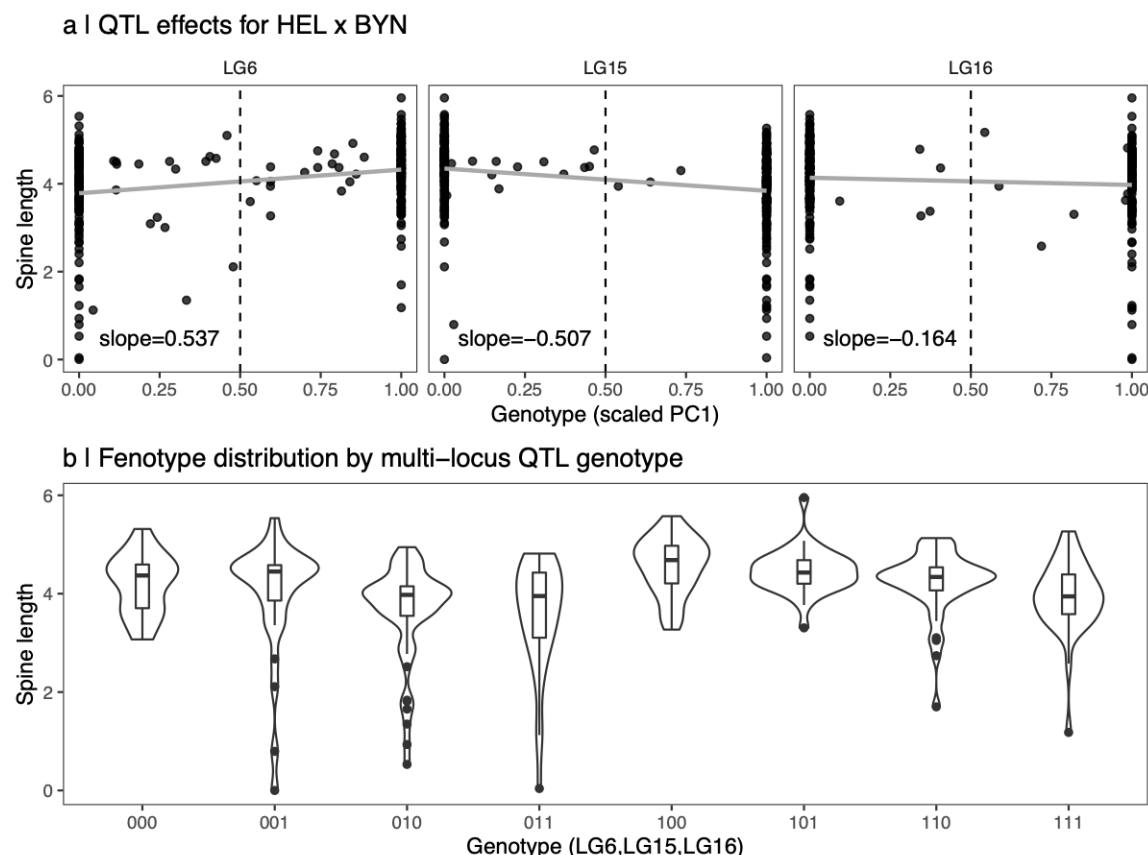 a | QTL effects for HEL x BYN
LG6 LG15 LG16
Spine length
6
4
2
0
slope=0.537 slope=−0.507 slope=−0.164
0.00 0.25 0.50 0.75 1.00 0.00 0.25 0.50 0.75 1.00 0.00 0.25 0.50 0.75 1.00
Genotype (scaled PC1)
b | Fenotype distribution by multi−locus QTL genotype
Spine length
6
4
2
0
000 001 010 011 100 101 110 111
Genotype (LG6,LG15,LG16)